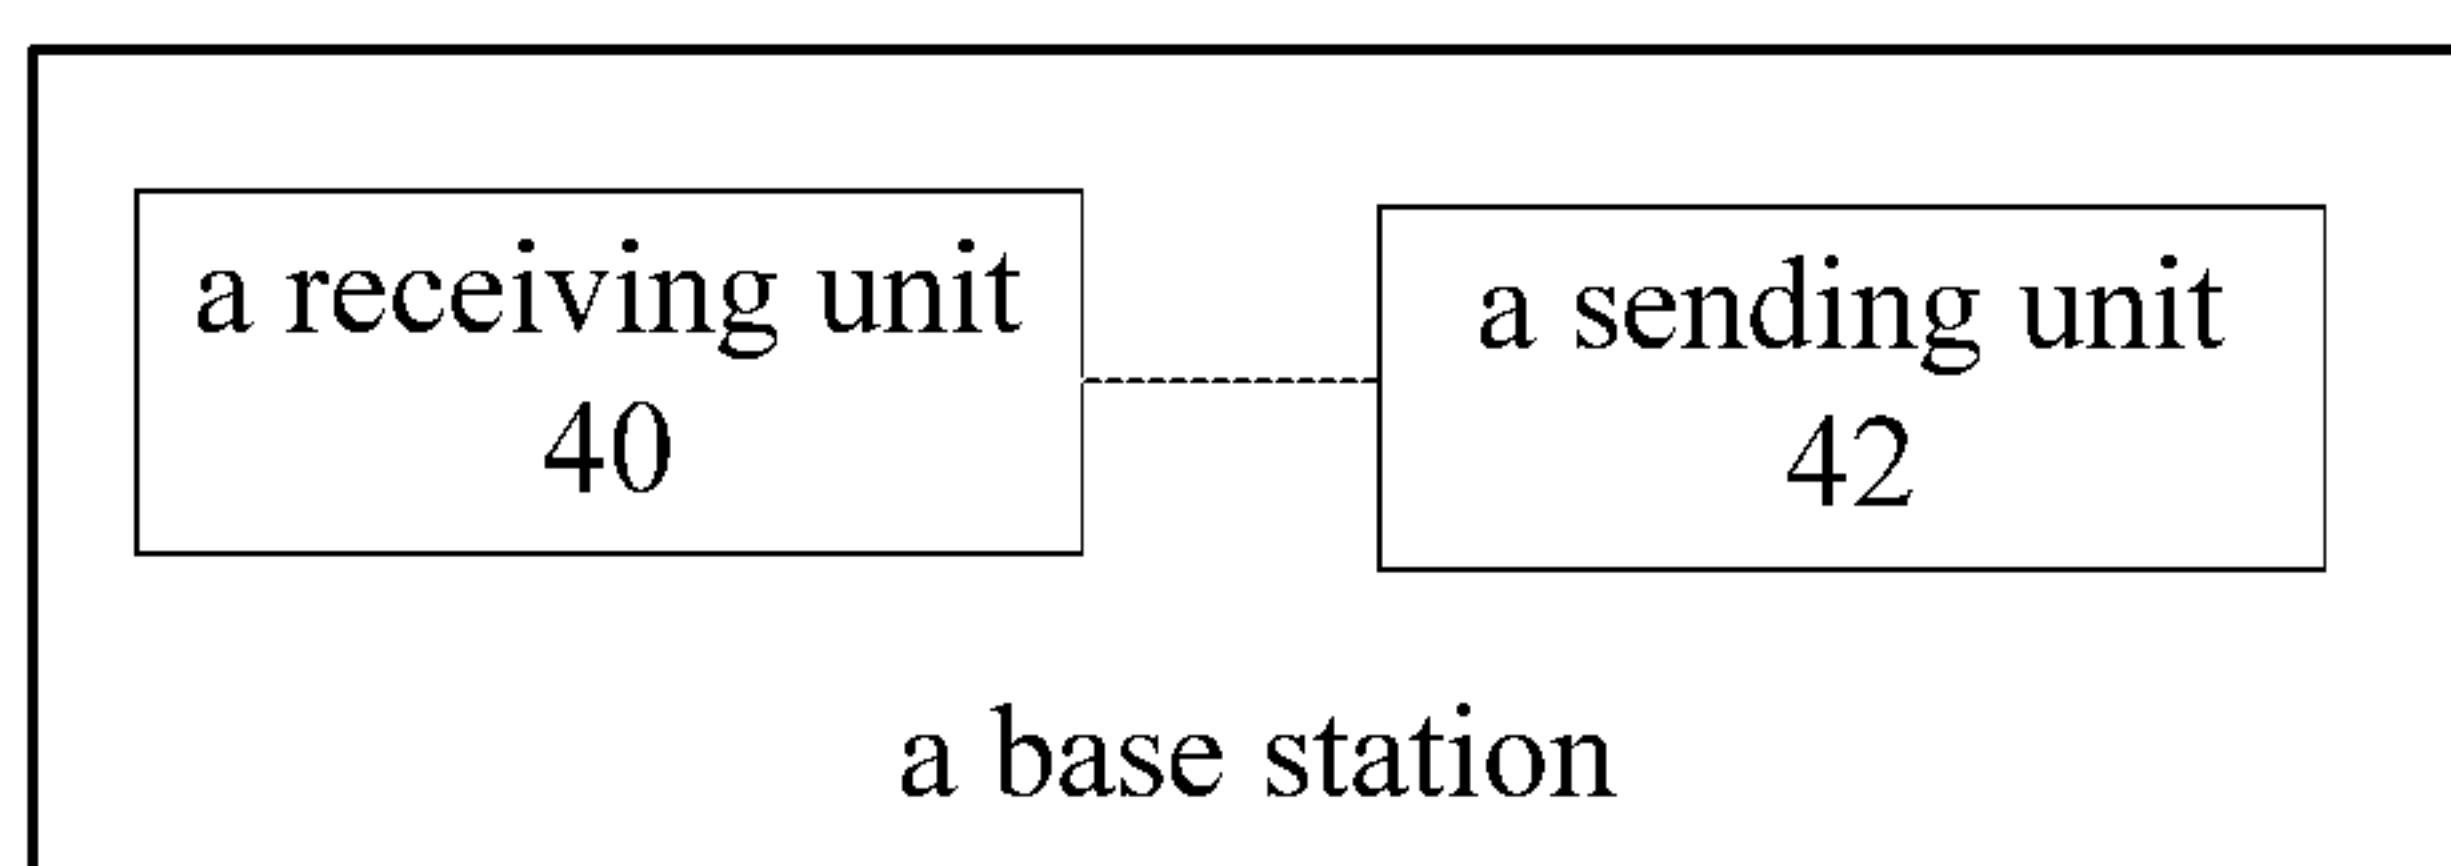 a receiving unit
40
a sending unit
42
a base station